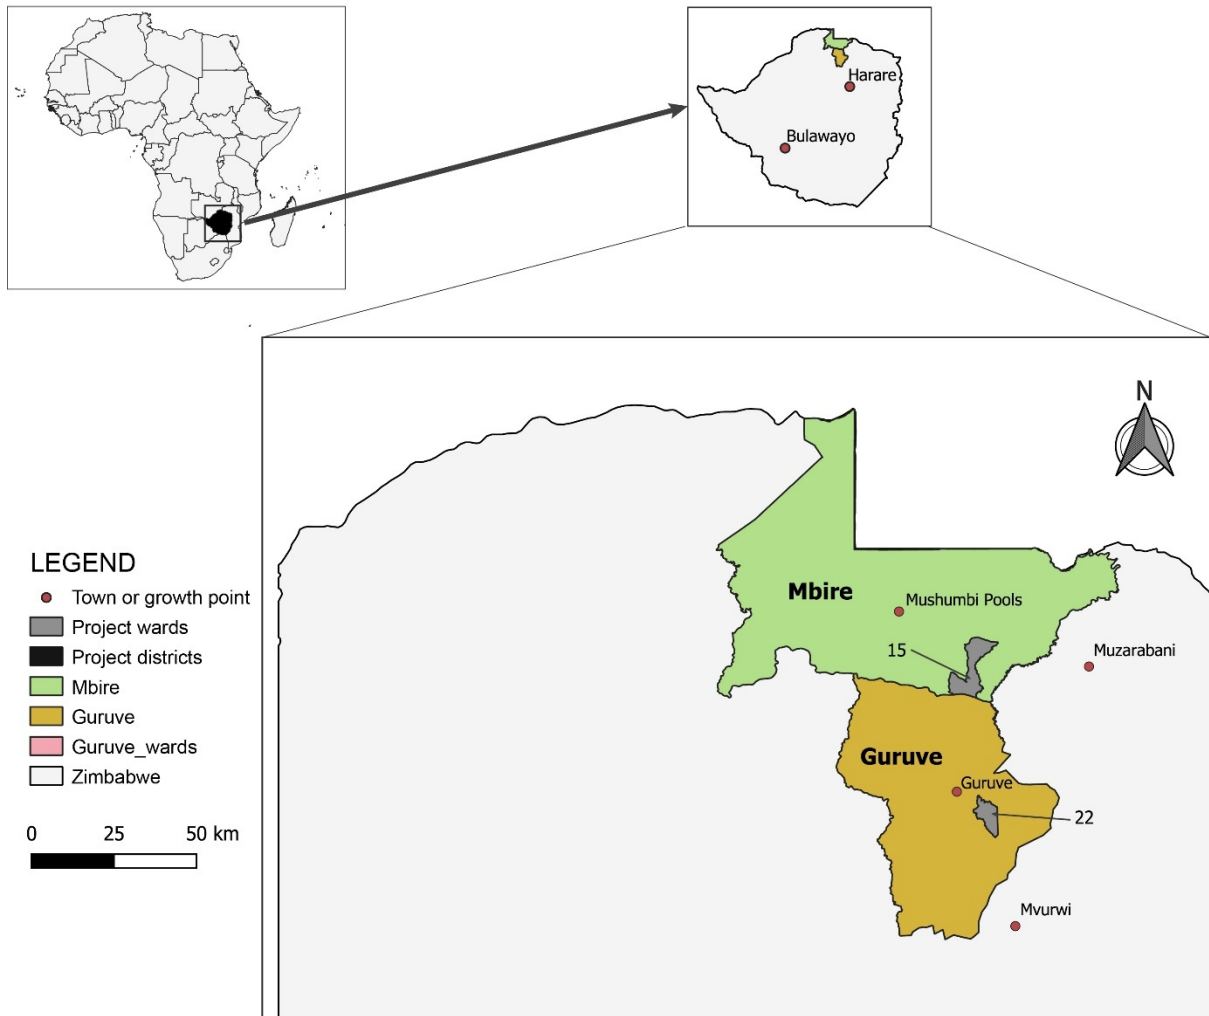 Harare
Bulawayo
N
Mbire
Mushumbi Pools
15
Muzarabani
Guruve
Guruve
22
Mvurwi
LEGEND
Town or growth point
Project wards
Project districts
Mbire
Guruve
Guruve_wards
Zimbabwe
0 25 50 km